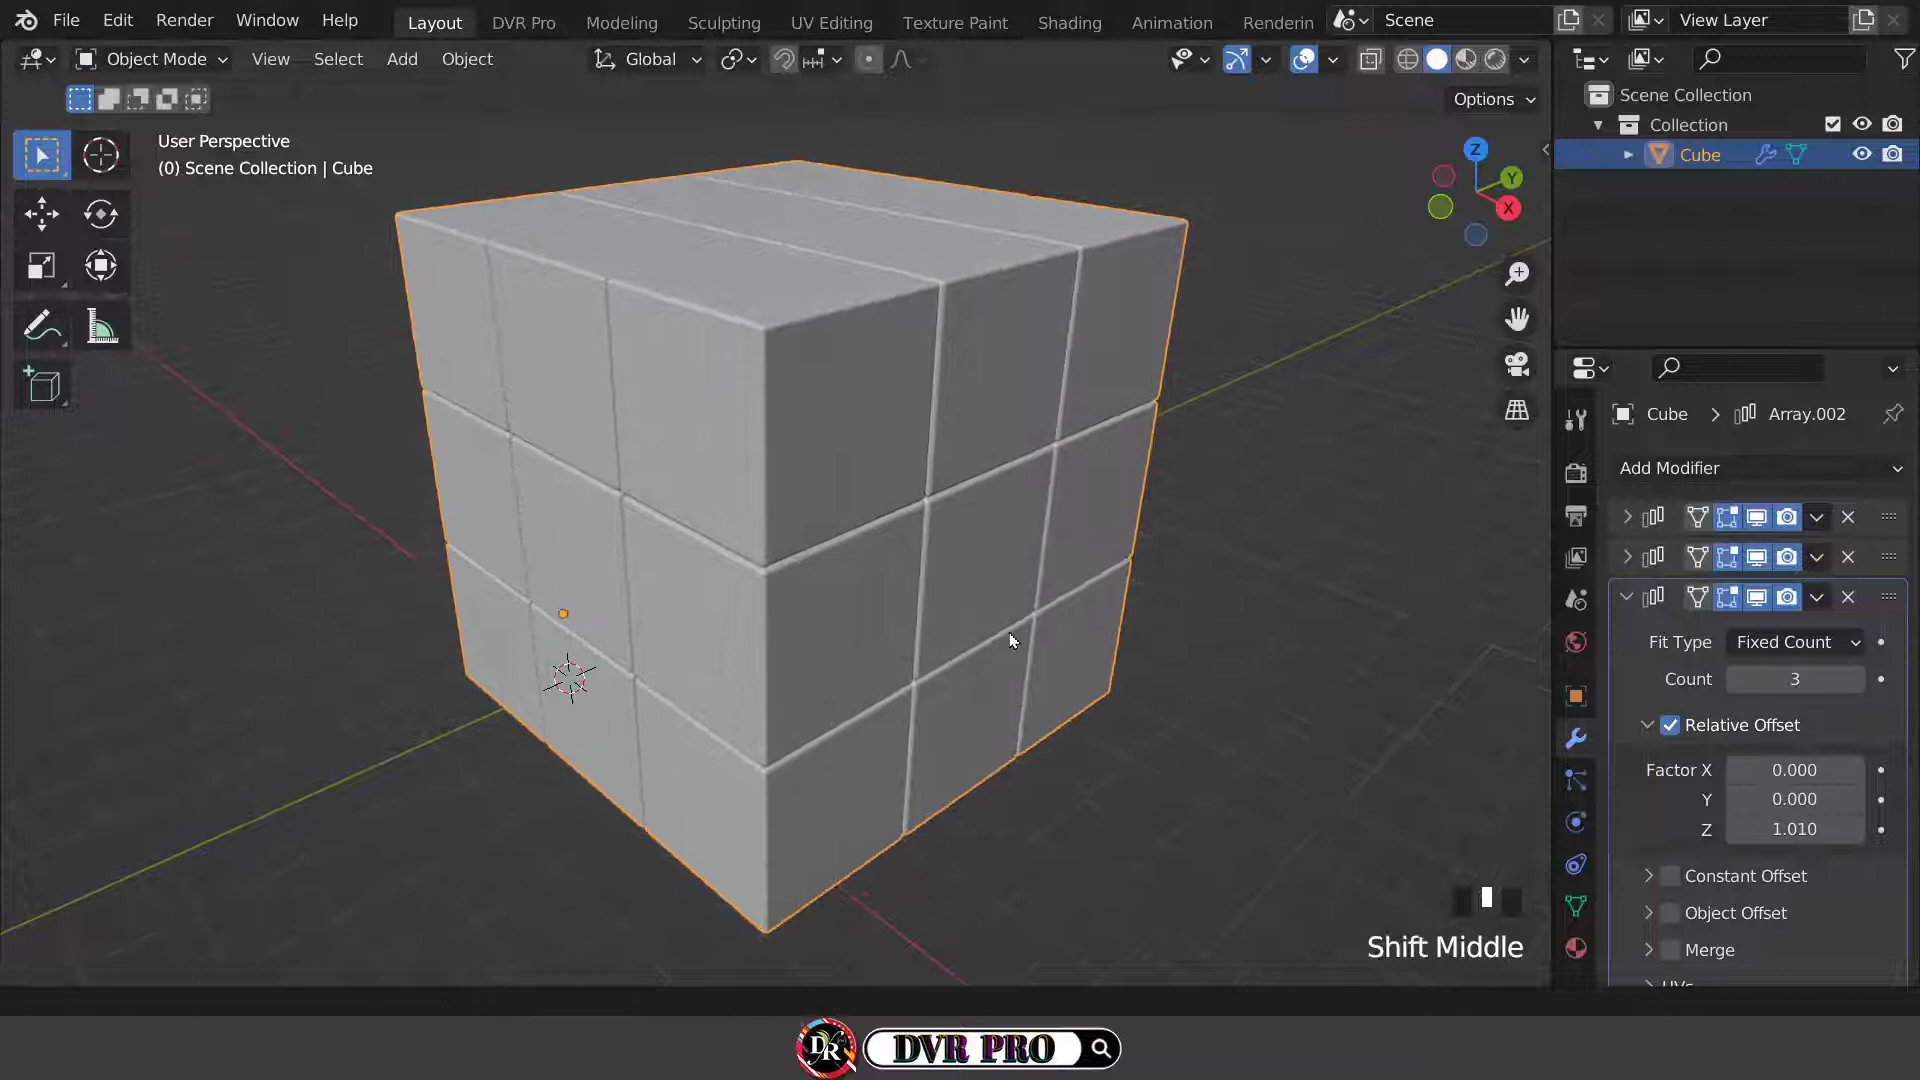 File Edit Render Window Help Layout DVR Pro Modeling Sculpting UV Editing Texture Paint Shading Animation Renderin Scene View Layer
Object Mode View Select Add Object Global
Options
User Perspective
(0) Scene Collection | Cube
Z
Y
X
Scene Collection
Collection
Cube
Cube > Array.002
Add Modifier
Fit Type Fixed Count
Count 3
Relative Offset
Factor X 0.000
Y 0.000
Z 1.010
Constant Offset
Object Offset
Merge
UVs
Shift Middle
DR DVR PRO